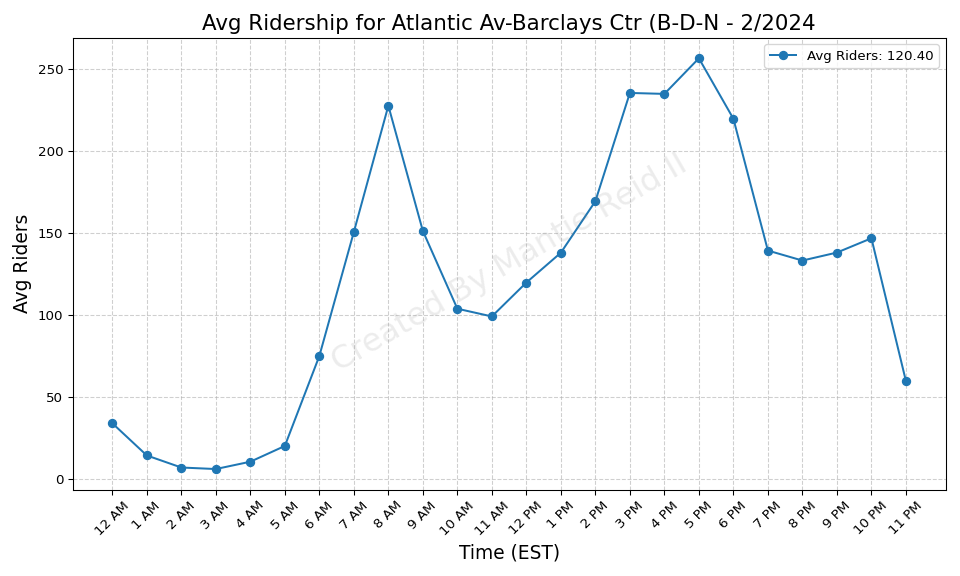 Avg Ridership for Atlantic Av-Barclays Ctr (B-D-N - 2/2024
Avg Riders: 120.40
250
200
150
100
50
0
Avg Riders
Created By Mantic Reid II
12 AM
1 AM
2 AM
3 AM
4 AM
5 AM
6 AM
7 AM
8 AM
9 AM
10 AM
11 AM
12 PM
1 PM
2 PM
3 PM
4 PM
5 PM
6 PM
7 PM
8 PM
9 PM
10 PM
11 PM
Time (EST)